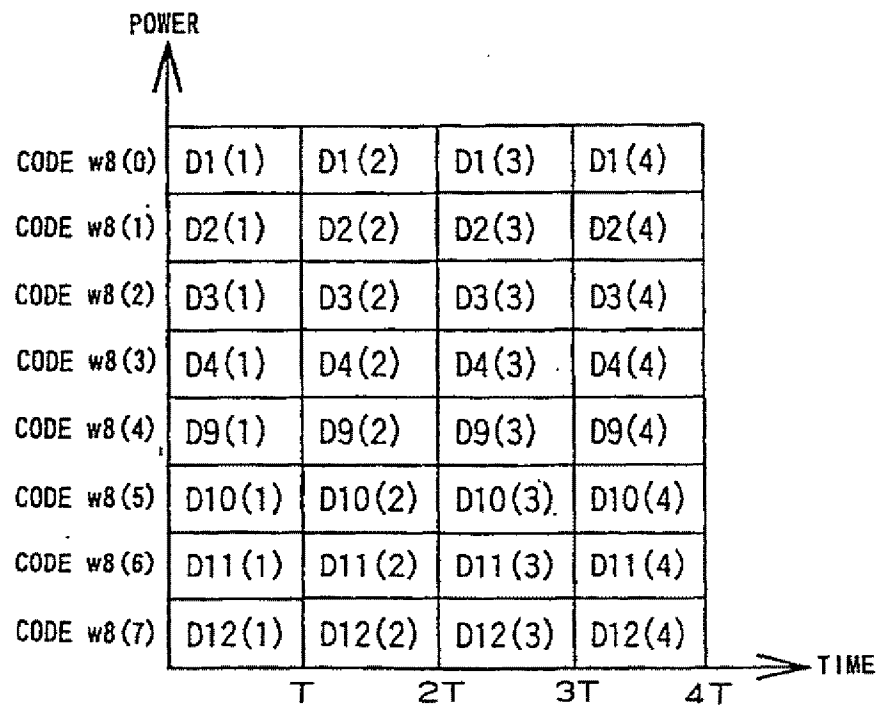 POWER
CODE w8(0) D1(1) D1(2) D1(3) D1(4)
CODE w8(1) D2(1) D2(2) D2(3) D2(4)
CODE w8(2) D3(1) D3(2) D3(3) D3(4)
CODE w8(3) D4(1) D4(2) D4(3) D4(4)
CODE w8(4) D9(1) D9(2) D9(3) D9(4)
CODE w8(5) D10(1) D10(2) D10(3) D10(4)
CODE w8(6) D11(1) D11(2) D11(3) D11(4)
CODE w8(7) D12(1) D12(2) D12(3) D12(4)
TIME
T 2T 3T 4T